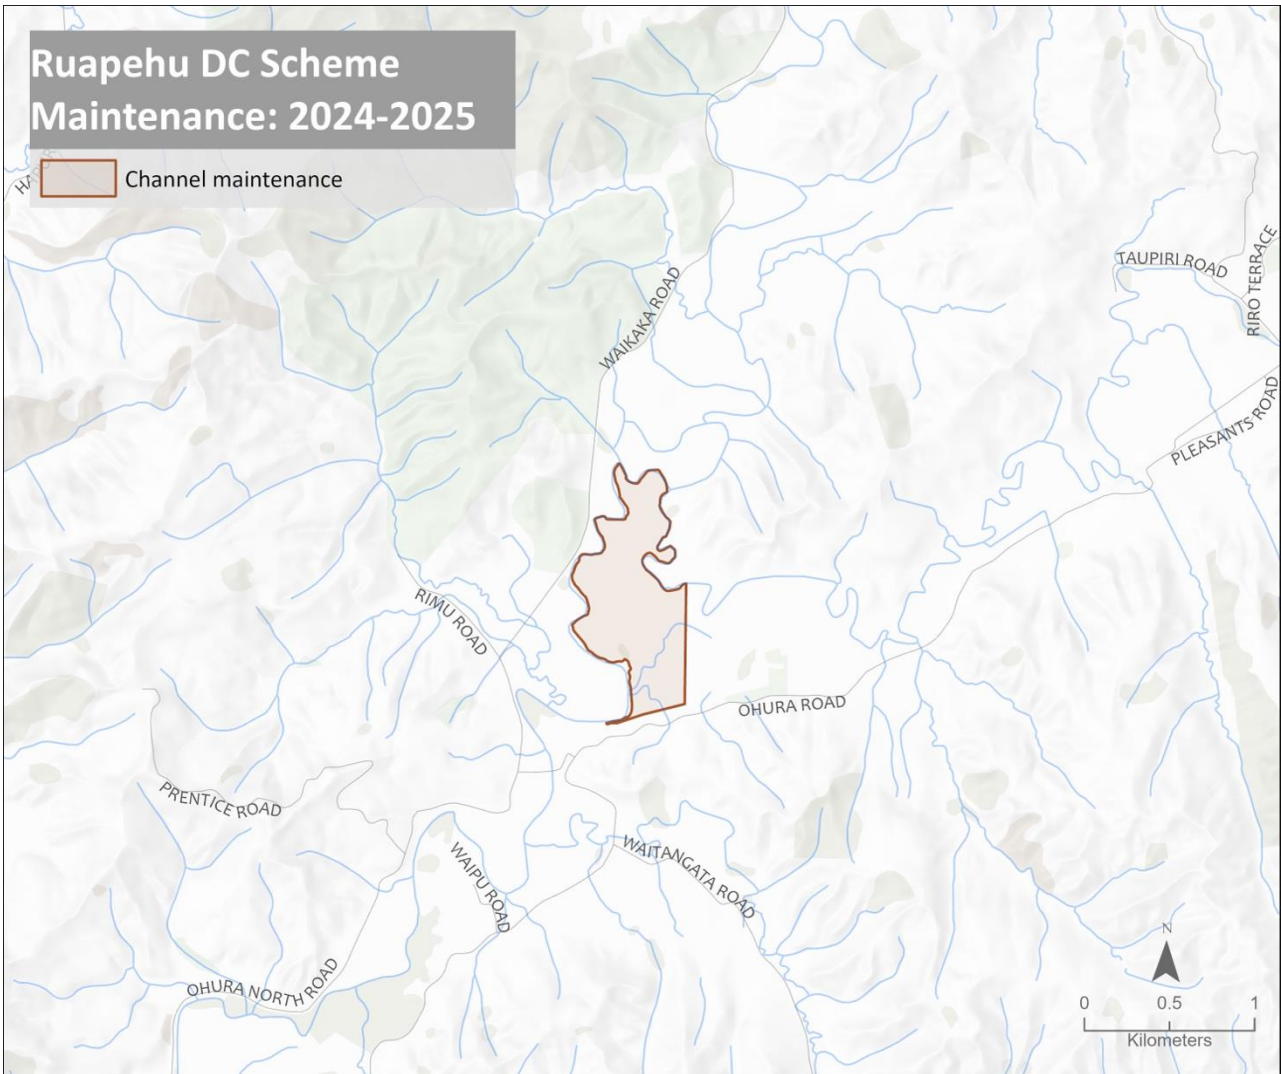 Ruapehu DC Scheme
Maintenance: 2024-2025
Channel maintenance
WAIKAKA ROAD
TAUPIRI ROAD
RIRO TERRACE
PLEASANTS ROAD
RIMU ROAD
OHURA ROAD
PRENTICE ROAD
WAITANGATA ROAD
WAIPU ROAD
OHURA NORTH ROAD
N
0 0.5 1
Kilometers